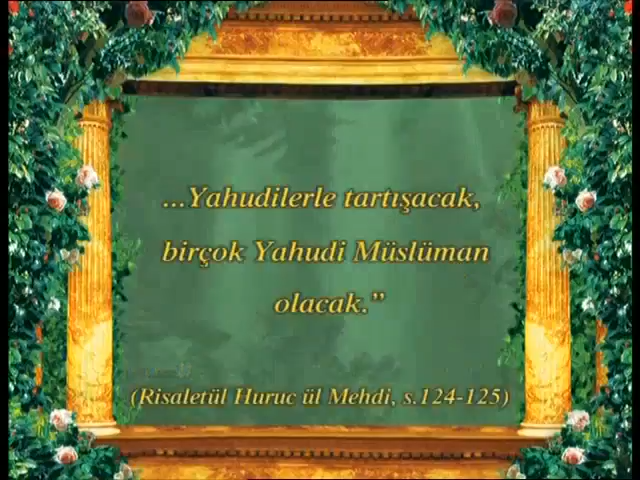 ...Yahudilerle tartışacak,
birçok Yahudi Müslüman
olacak.”
(Risaletül Huruc ül Mehdi, s.124-125)